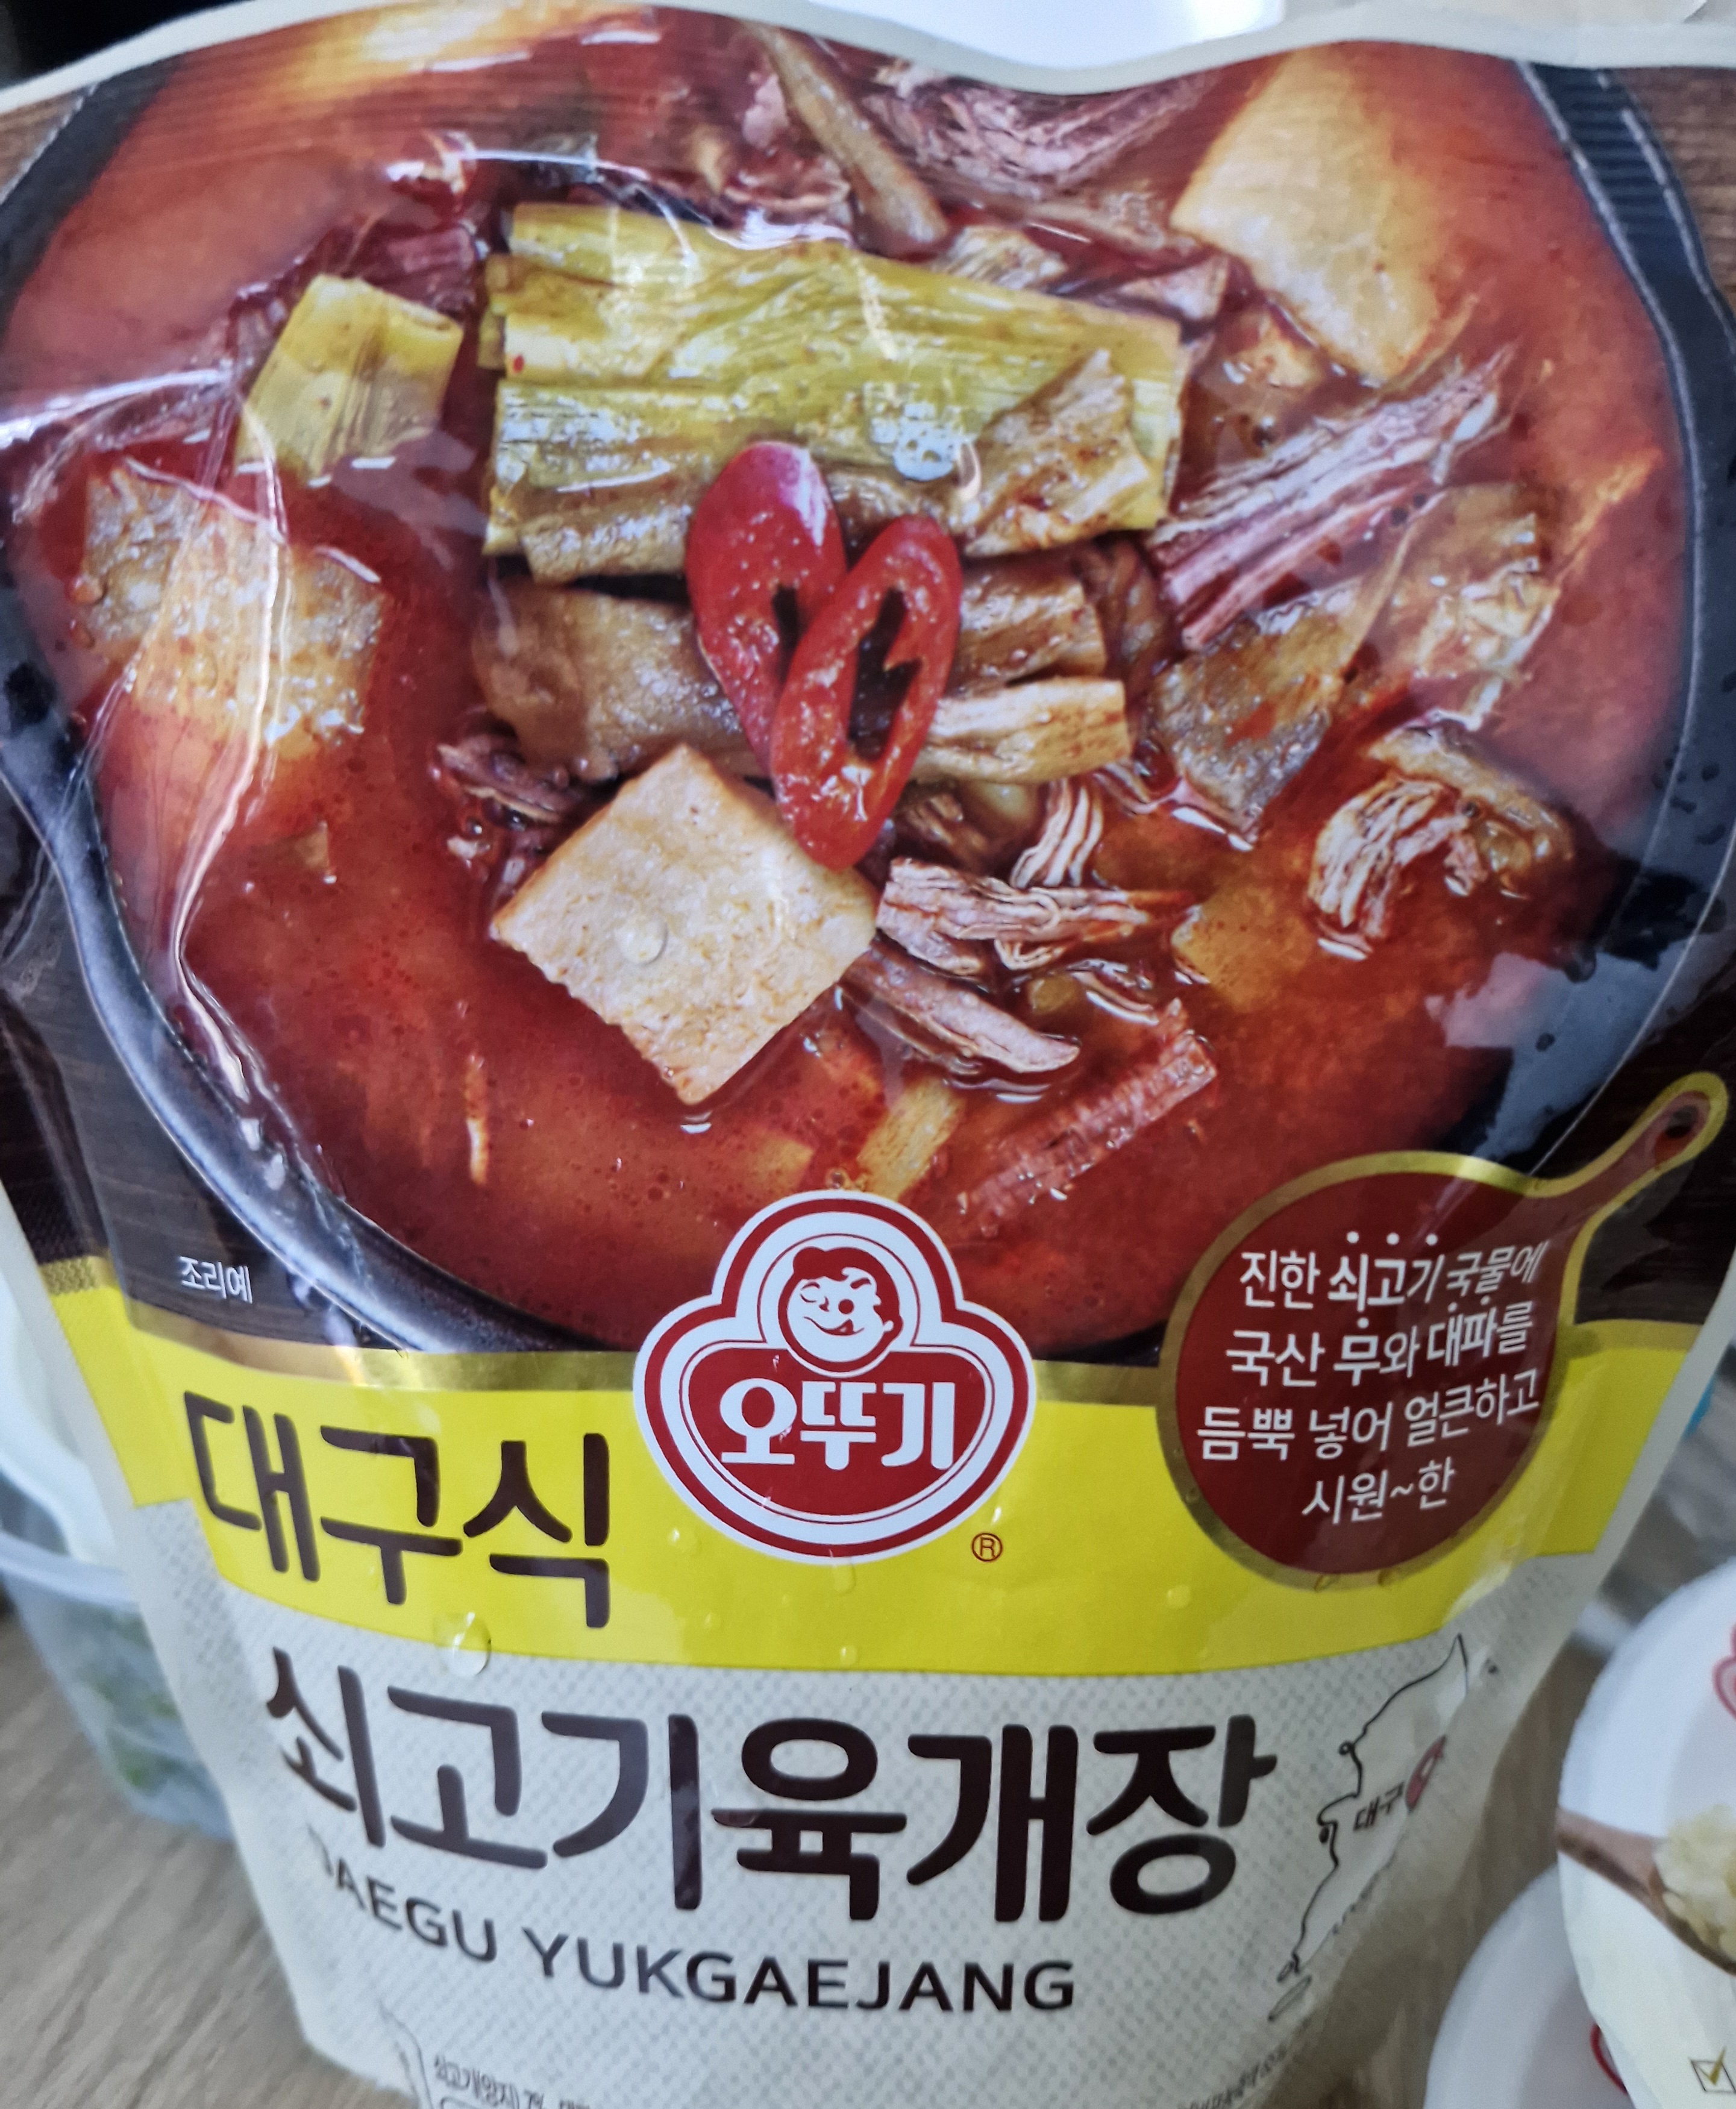 조리예
진한 쇠고기 국물에
국산 무와 대파를
듬뿍 넣어 얼큰하고
시원~한
오뚜기
®
대구식
쇠고기육개장
DAEGU YUKGAEJANG
대구